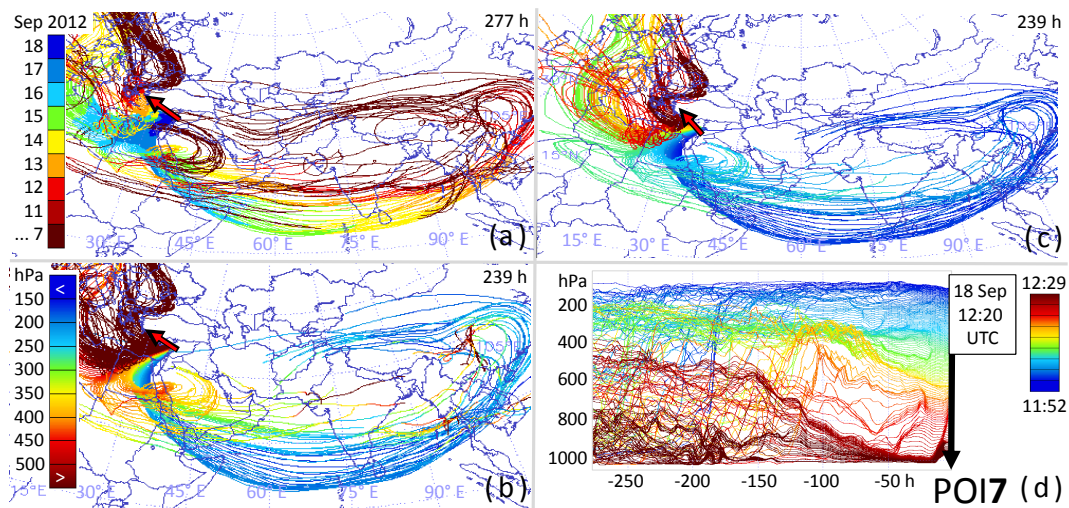 Sep 2012
277 h
18
17
16
15
14
13
12
11
... 7
30° E
45° E
60° E
75° E
90° E
(a)
239 h
15°N
105°
15° E
30° E
45° E
60° E
75° E
90° E
(c)
hPa
239 h
<
150
200
250
300
350
400
450
500
>
105° E
15°E
30° E
45° E
60° E
75° E
90° E
(b)
hPa
200
400
600
800
1000
18 Sep
12:20
UTC
12:29
11:52
-250
-200
-150
-100
-50 h
POI7 (d)